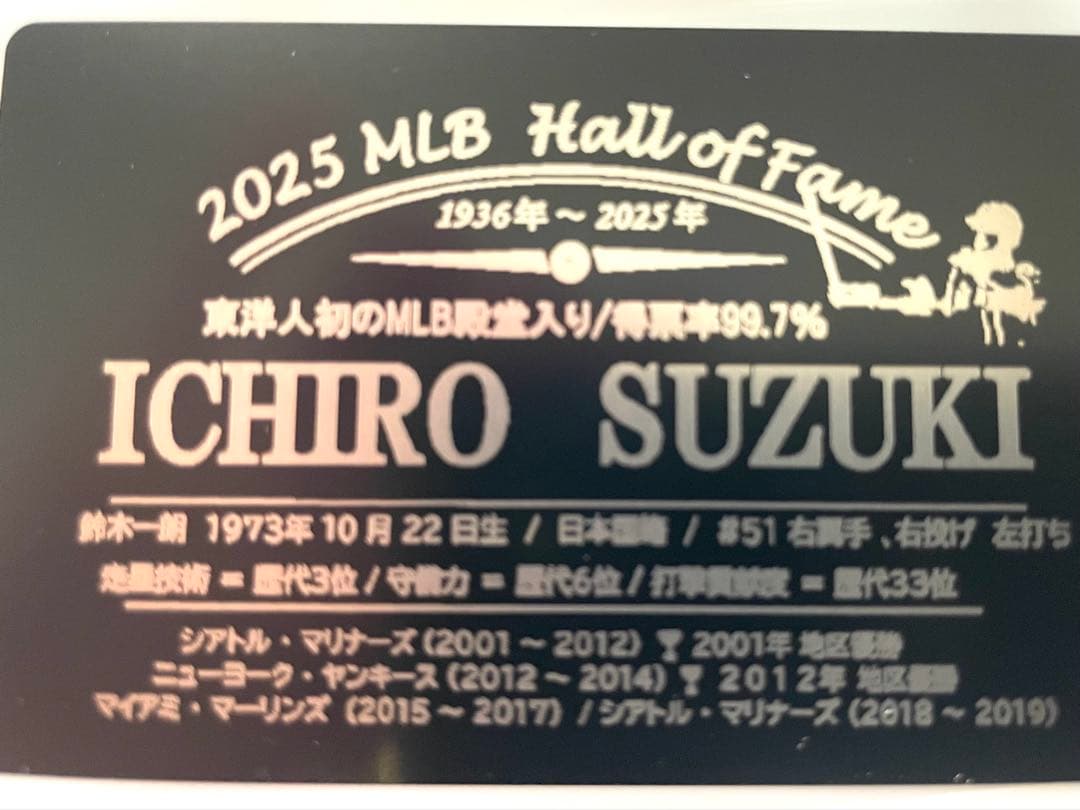 2025 MLB Hall of Fame
1936年～2025年
東洋人初のMLB殿堂入り/得票率99.7%
ICHIRO SUZUKI
鈴木一朗 1973年10月22日生 / 日本 / #51 右翼手、右投げ 左打ち
走塁技術 = 歴代3位 / 守備力 = 歴代6位 / 打撃貢献度 = 歴代33位
シアトル・マリナーズ（2001～2012）2001年 地区優勝
ニューヨーク・ヤンキース（2012～2014）2012年 地区優勝
マイアミ・マーリンズ（2015～2017）/シアトル・マリナーズ（2018～2019）